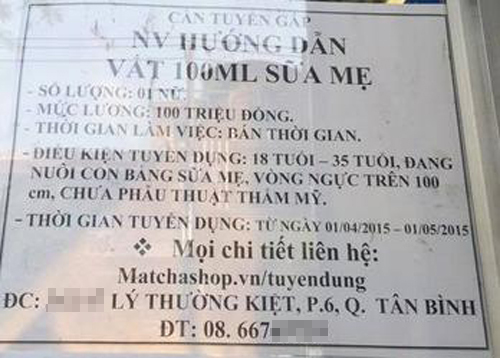 CẦN TUYỂN GẤP
NV HƯỚNG DẪN
VẮT 100ML SỮA MẸ
- SỐ LƯỢNG: 01 NỮ.
- MỨC LƯƠNG: 100 TRIỆU ĐỒNG.
- THỜI GIAN LÀM VIỆC: BÁN THỜI GIAN.
- ĐIỀU KIỆN TUYỂN DỤNG: 18 TUỔI – 35 TUỔI, ĐANG
NUÔI CON BẰNG SỮA MẸ, VÒNG NGỰC TRÊN 100
cm, CHƯA PHẪU THUẬT THẨM MỸ.
- THỜI GIAN TUYỂN DỤNG: TỪ NGÀY 01/04/2015 – 01/05/2015
❖ Mọi chi tiết liên hệ:
Matchashop.vn/tuyendung
ĐC: LÝ THƯỜNG KIỆT, P.6, Q. TÂN BÌNH
ĐT: 08. 667